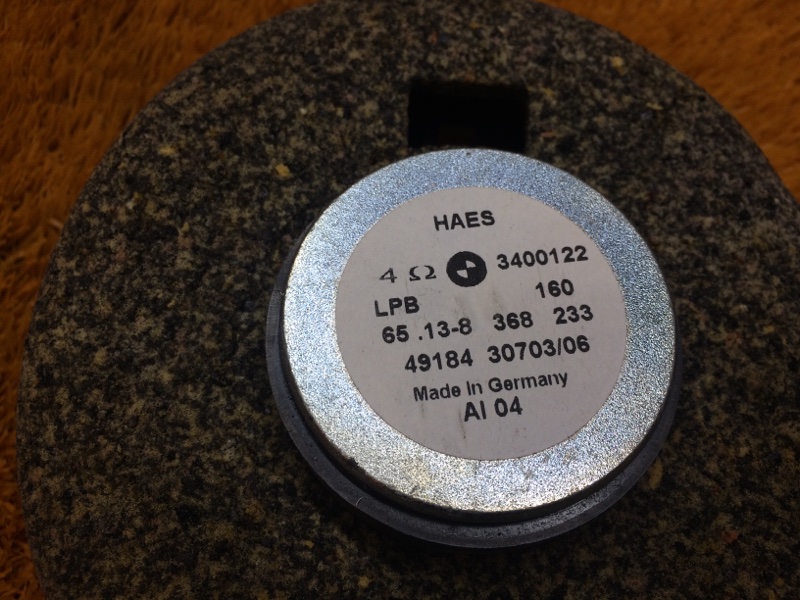 HAES
4 Ω 3400122
LPB 160
65 .13-8 368 233
49184 30703/06
Made In Germany
AI 04